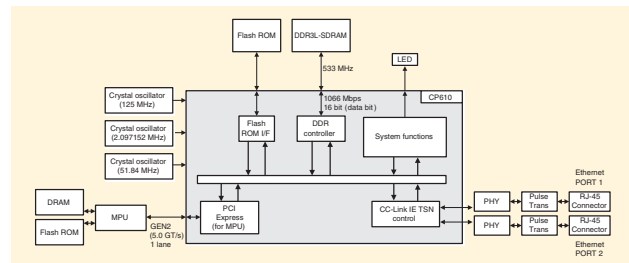 Flash ROM
DDR3L-SDRAM
LED
533 MHz
Crystal oscillator
(125 MHz)
1066 Mbps
16 bit (data bit)
CP610
Crystal oscillator
(2.097152 MHz)
Flash
ROM I/F
DDR
controller
System functions
Crystal oscillator
(51.84 MHz)
Ethernet
PORT 1
DRAM
Flash ROM
MPU
GEN2
(5.0 GT/s)
1 lane
PCI
Express
(for MPU)
CC-Link IE TSN
control
PHY
Pulse
Trans
RJ-45
Connector
PHY
Pulse
Trans
RJ-45
Connector
Ethernet
PORT 2